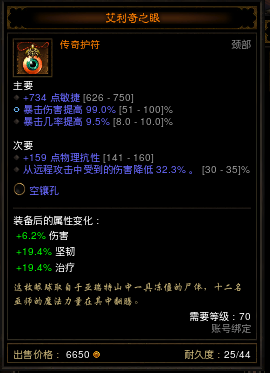 艾利奇之眼
传奇护符 颈部
主要
+734 点敏捷 [626 - 750]
暴击伤害提高 99.0% [51 - 100]%
暴击几率提高 9.5% [8.0 - 10.0]%
次要
+159 点物理抗性 [141 - 160]
从远程攻击中受到的伤害降低 32.3% 。 [30 - 35]%
空镶孔
装备后的属性变化：
+6.2% 伤害
+19.4% 坚韧
+19.4% 治疗
这枚眼球取自于亚瑞特山中一具冻僵的尸体，十二名
巫师的魔法力量在其中翻腾。
需要等级：70
账号绑定
出售价格： 6650 耐久度：25/44